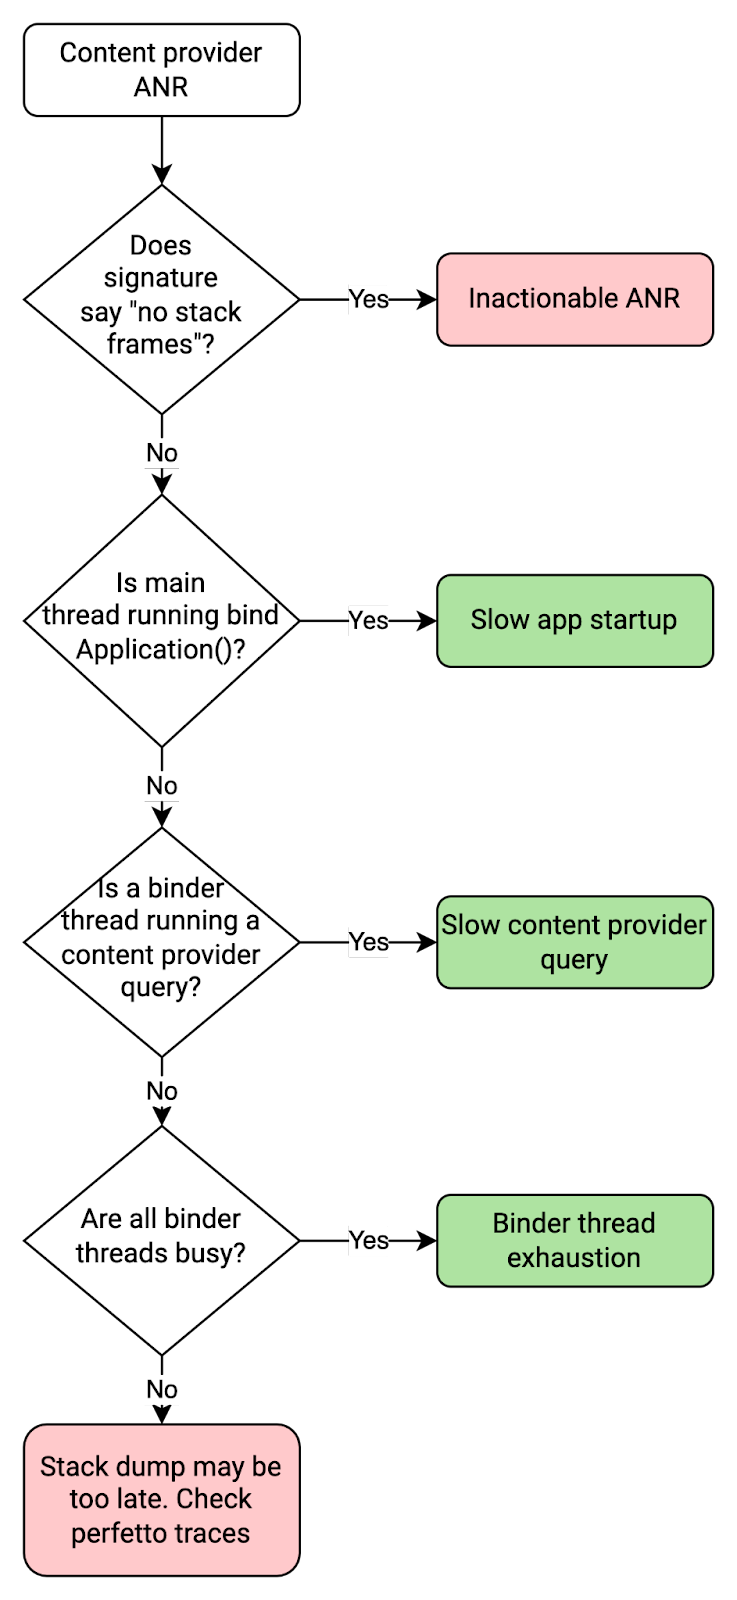 Content provider
ANR
Does
signature
say "no stack
frames"?
Yes
Inactionable ANR
No
Is main
thread running bind
Application()?
Yes
Slow app startup
No
Is a binder
thread running a
content provider
query?
Yes
Slow content provider
query
No
Are all binder
threads busy?
Yes
Binder thread
exhaustion
No
Stack dump may be
too late. Check
perfetto traces